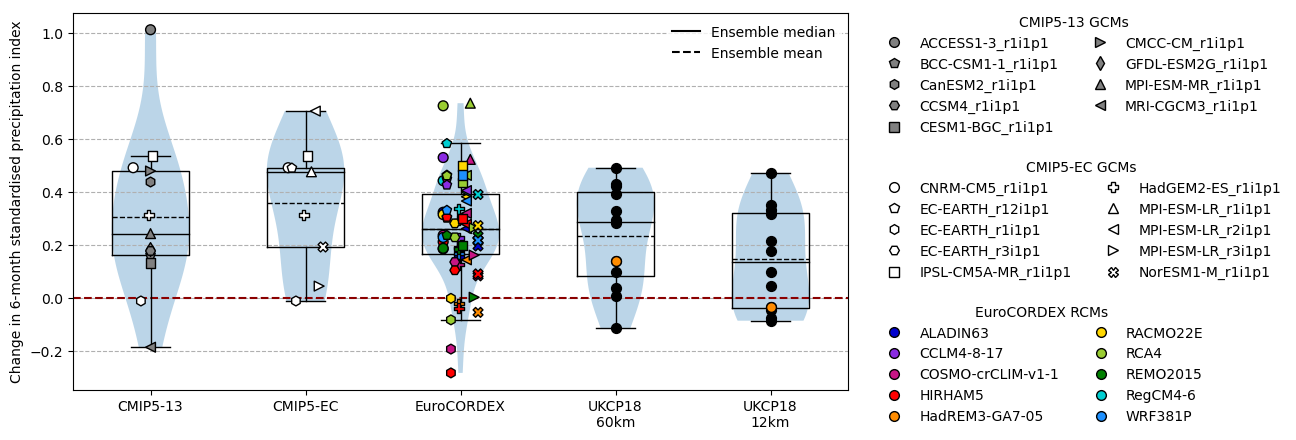 Change in 6-month standardised precipitation index
1.0
0.8
0.6
0.4
0.2
0.0
−0.2
Ensemble median
Ensemble mean
CMIP5-13
CMIP5-EC
EuroCORDEX
UKCP18
60km
UKCP18
12km
CMIP5-13 GCMs
ACCESS1-3_r1i1p1
BCC-CSM1-1_r1i1p1
CanESM2_r1i1p1
CCSM4_r1i1p1
CESM1-BGC_r1i1p1
CMCC-CM_r1i1p1
GFDL-ESM2G_r1i1p1
MPI-ESM-MR_r1i1p1
MRI-CGCM3_r1i1p1
CMIP5-EC GCMs
CNRM-CM5_r1i1p1
EC-EARTH_r12i1p1
EC-EARTH_r1i1p1
EC-EARTH_r3i1p1
IPSL-CM5A-MR_r1i1p1
HadGEM2-ES_r1i1p1
MPI-ESM-LR_r1i1p1
MPI-ESM-LR_r2i1p1
MPI-ESM-LR_r3i1p1
NorESM1-M_r1i1p1
EuroCORDEX RCMs
ALADIN63
CCLM4-8-17
COSMO-crCLIM-v1-1
HIRHAM5
HadREM3-GA7-05
RACMO22E
RCA4
REMO2015
RegCM4-6
WRF381P